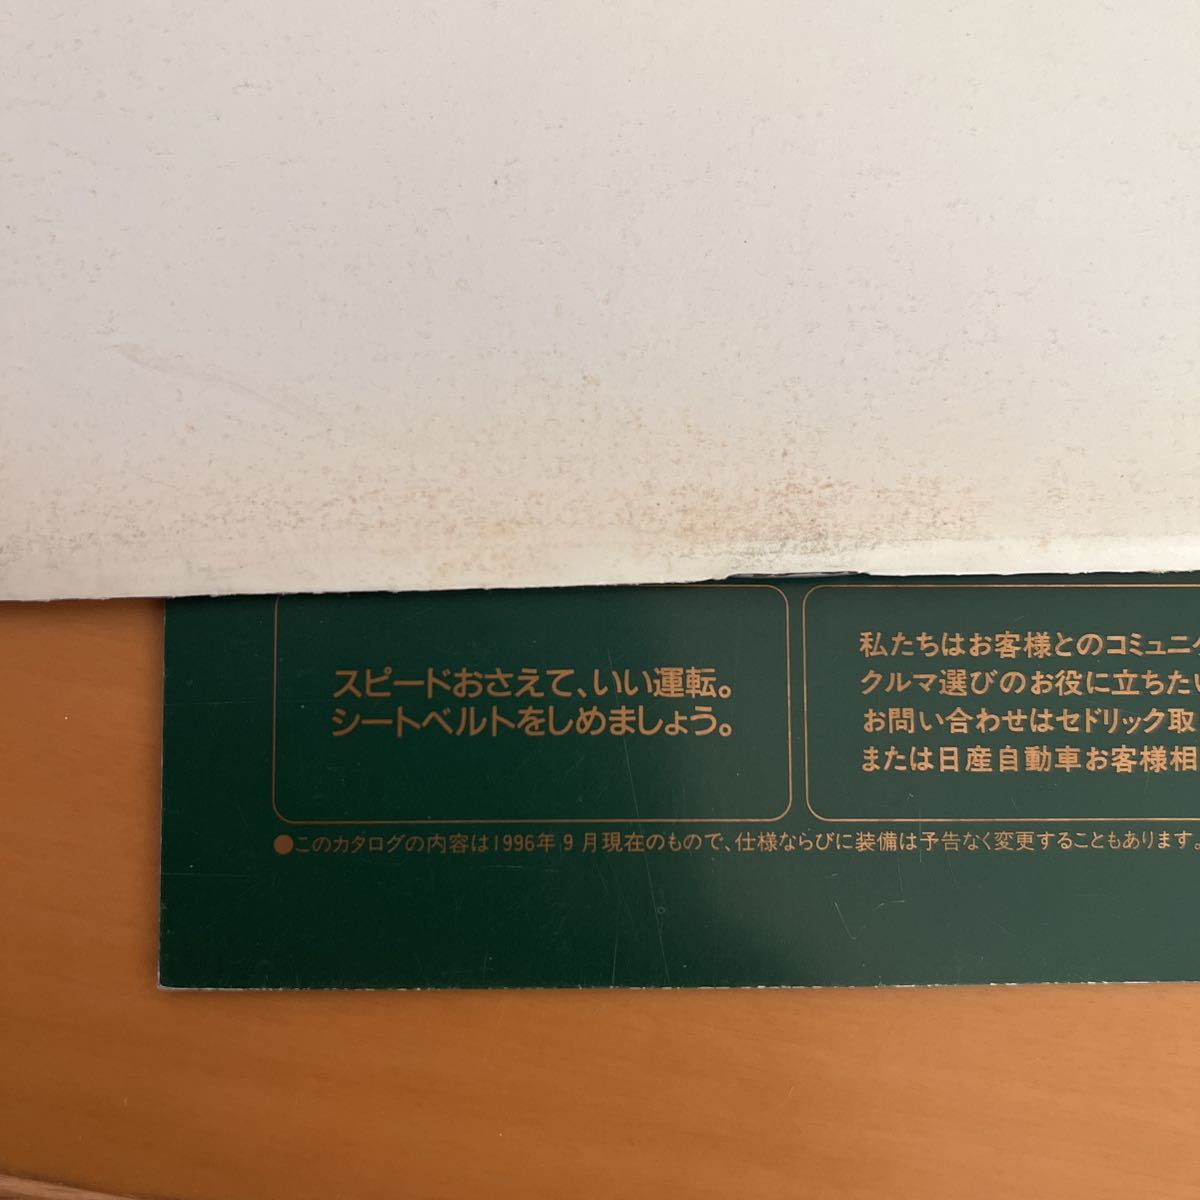 スピードおさえて、いい運転。
シートベルトをしめましょう。
私たちはお客様とのコミュニケ
クルマ選びのお役に立ちたい
お問い合わせはセドリック取
または日産自動車お客様相
●このカタログの内容は1996年9月現在のもので、仕様ならびに装備は予告なく変更することもあります。